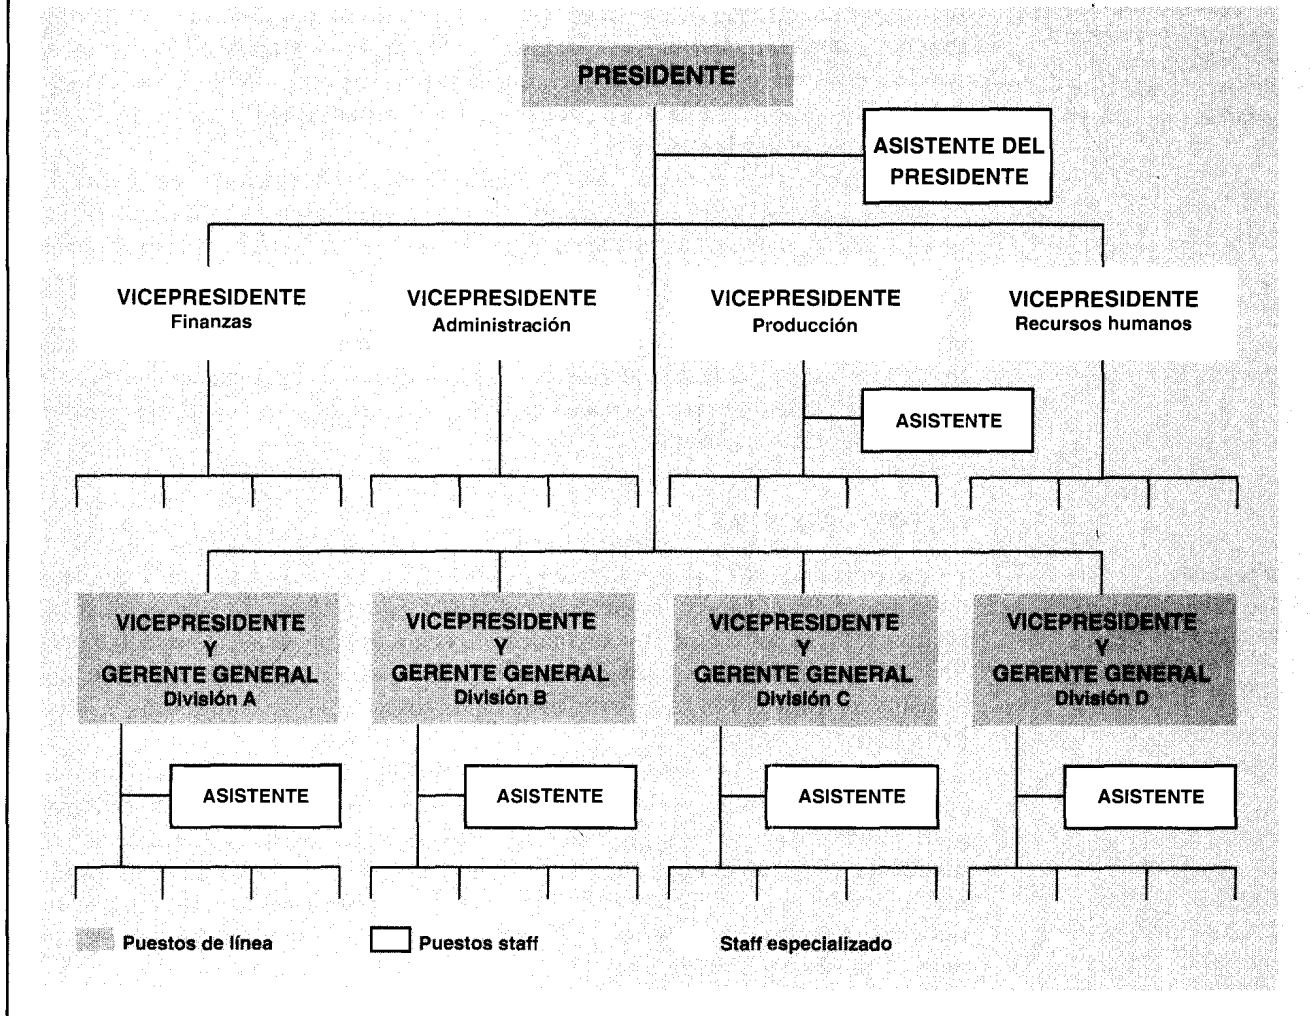 PRESIDENTE
ASISTENTE DEL
PRESIDENTE
VICEPRESIDENTE
Finanzas
VICEPRESIDENTE
Administración
VICEPRESIDENTE
Producción
VICEPRESIDENTE
Recursos humanos
ASISTENTE
VICEPRESIDENTE
Y
GERENTE GENERAL
División A
VICEPRESIDENTE
Y
GERENTE GENERAL
División B
VICEPRESIDENTE
Y
GERENTE GENERAL
División C
VICEPRESIDENTE
Y
GERENTE GENERAL
División D
ASISTENTE
ASISTENTE
ASISTENTE
ASISTENTE
Puestos de línea
Puestos staff
Staff especializado